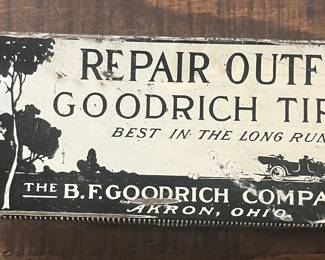 REPAIR OUTF
GOODRICH TIR
BEST IN THE LONG RUN
THE B.F. GOODRICH COMPA
AKRON, OHIO